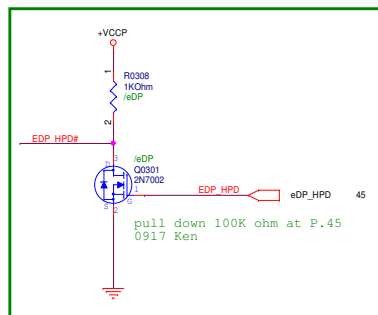 +VCCP
1
R0308
1KOhm
/eDP
2
EDP_HPD#
3
/eDP
D
Q0301
2N7002
1
EDP_HPD
eDP_HPD 45
G
S
2
pull down 100K ohm at P.45
0917 Ken